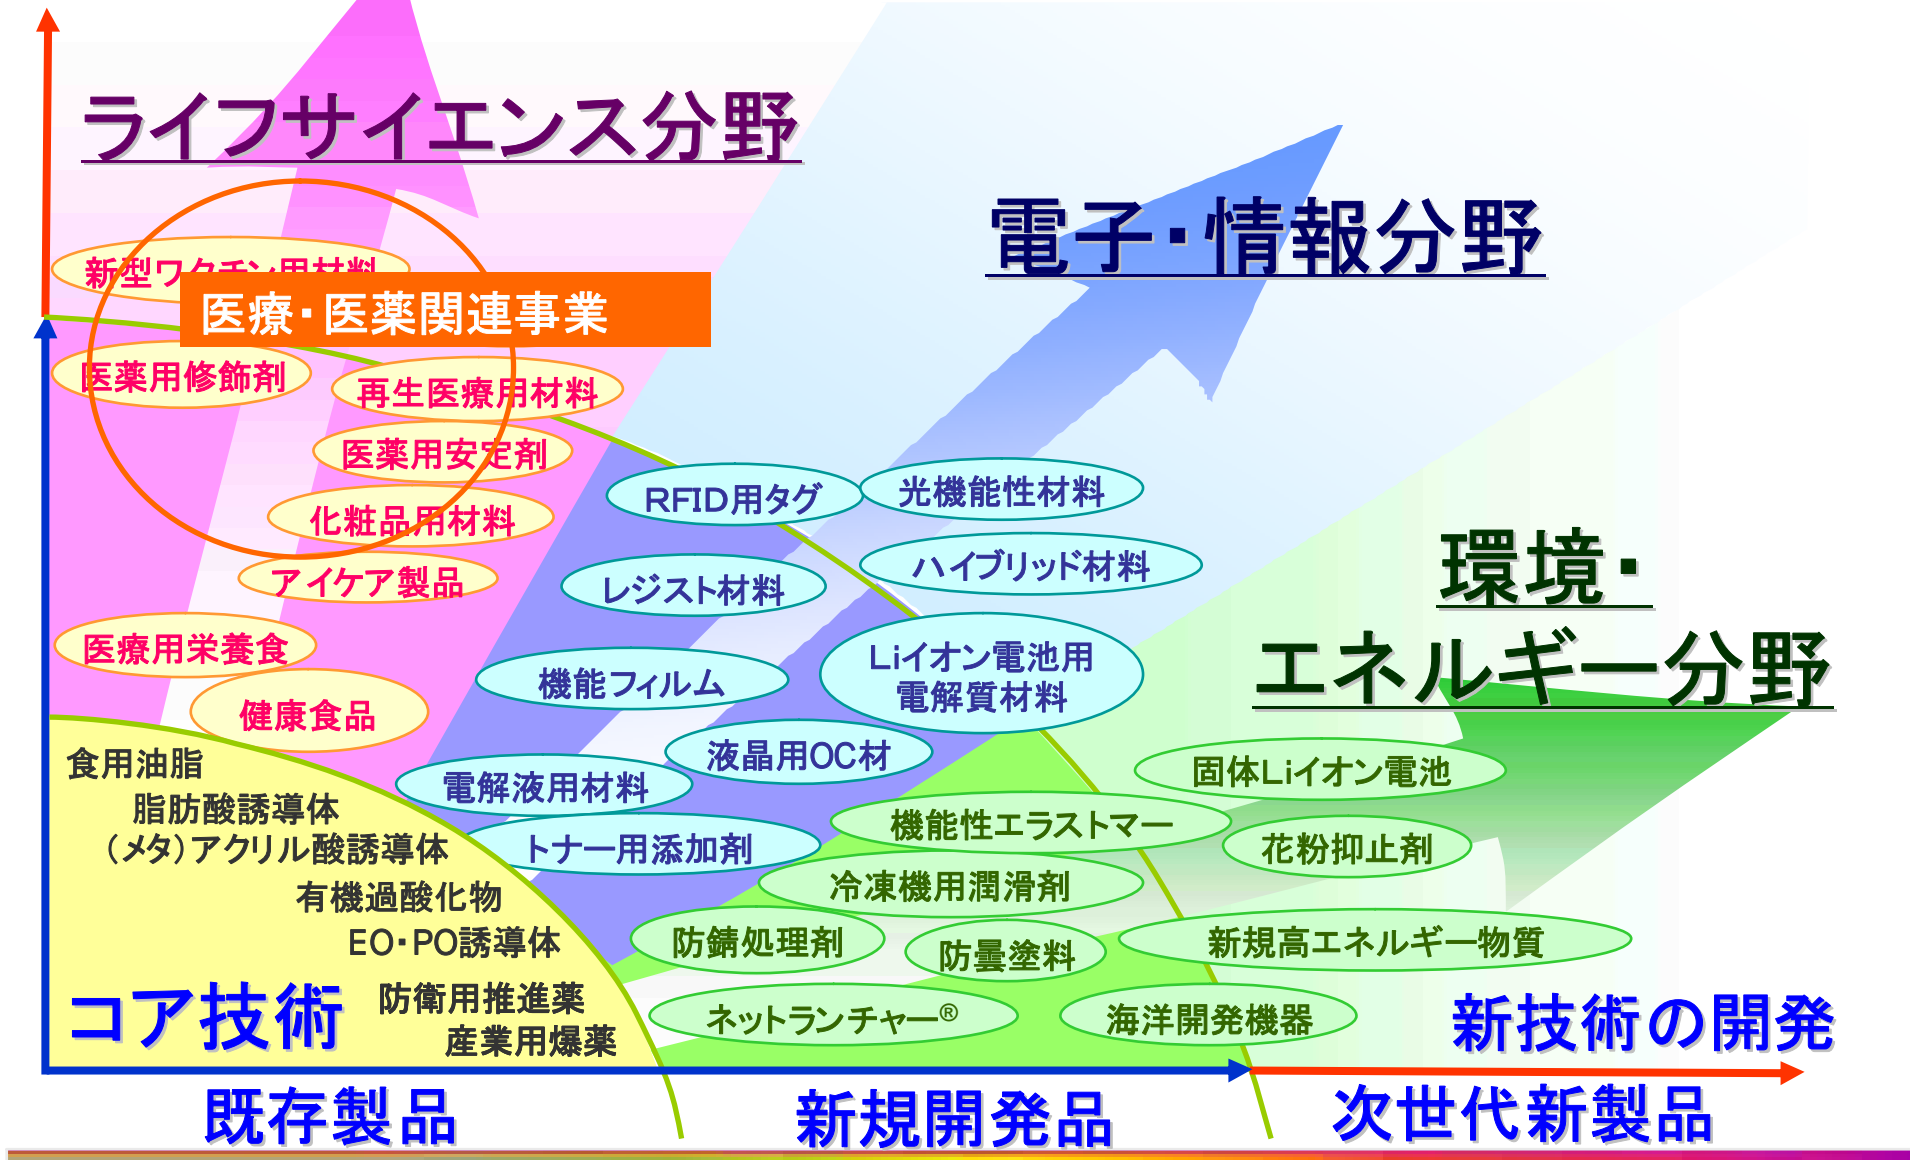 ライフサイエンス分野
電子・情報分野
新型ワクチン用材料
医療・医薬関連事業
医薬用修飾剤
再生医療用材料
医薬用安定剤
化粧品用材料
アイケア製品
医療用栄養食
健康食品
RFID用タグ
光機能性材料
レジスト材料
ハイブリッド材料
機能フィルム
Liイオン電池用
電解質材料
液晶用OC材
電解液用材料
トナー用添加剤
環境・
エネルギー分野
固体Liイオン電池
機能性エラストマー
花粉抑止剤
冷凍機用潤滑剤
防錆処理剤
防曇塗料
新規高エネルギー物質
ネットランチャー®
海洋開発機器
食用油脂
脂肪酸誘導体
（メタ）アクリル酸誘導体
有機過酸化物
EO・PO誘導体
コア技術
防衛用推進薬
産業用爆薬
新技術の開発
既存製品
新規開発品
次世代新製品